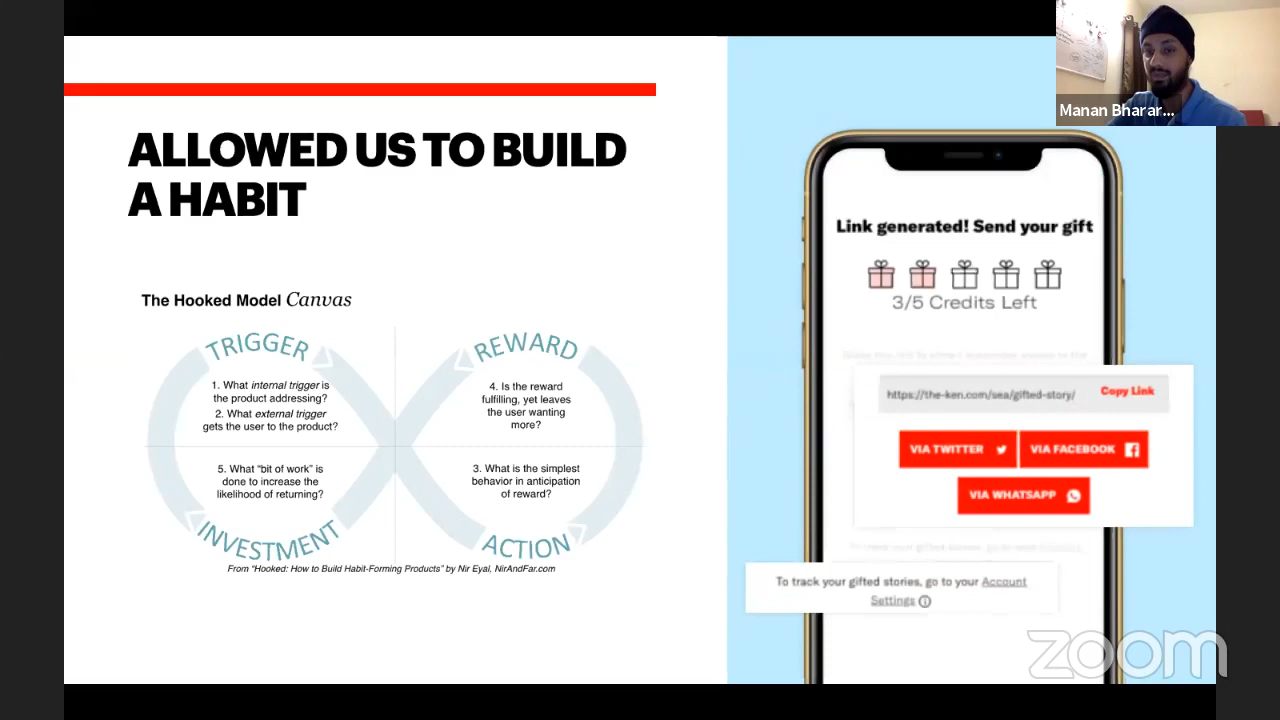 ALLOWED US TO BUILD
A HABIT
The Hooked Model Canvas
TRIGGER
1. What internal trigger is
the product addressing?
2. What external trigger
gets the user to the product?
REWARD
4. Is the reward
fulfilling, yet leaves
the user wanting
more?
5. What “bit of work” is
done to increase the
likelihood of returning?
INVESTMENT
3. What is the simplest
behavior in anticipation
of reward?
ACTION
From “Hooked: How to Build Habit-Forming Products” by Nir Eyal, NirAndFar.com
Manan Bharar...
Link generated! Send your gift
3/5 Credits Left
https://the-ken.com/sea/gifted-story/
Copy Link
VIA TWITTER
VIA FACEBOOK
VIA WHATSAPP
To track your gifted stories, go to your Account
Settings
zoom